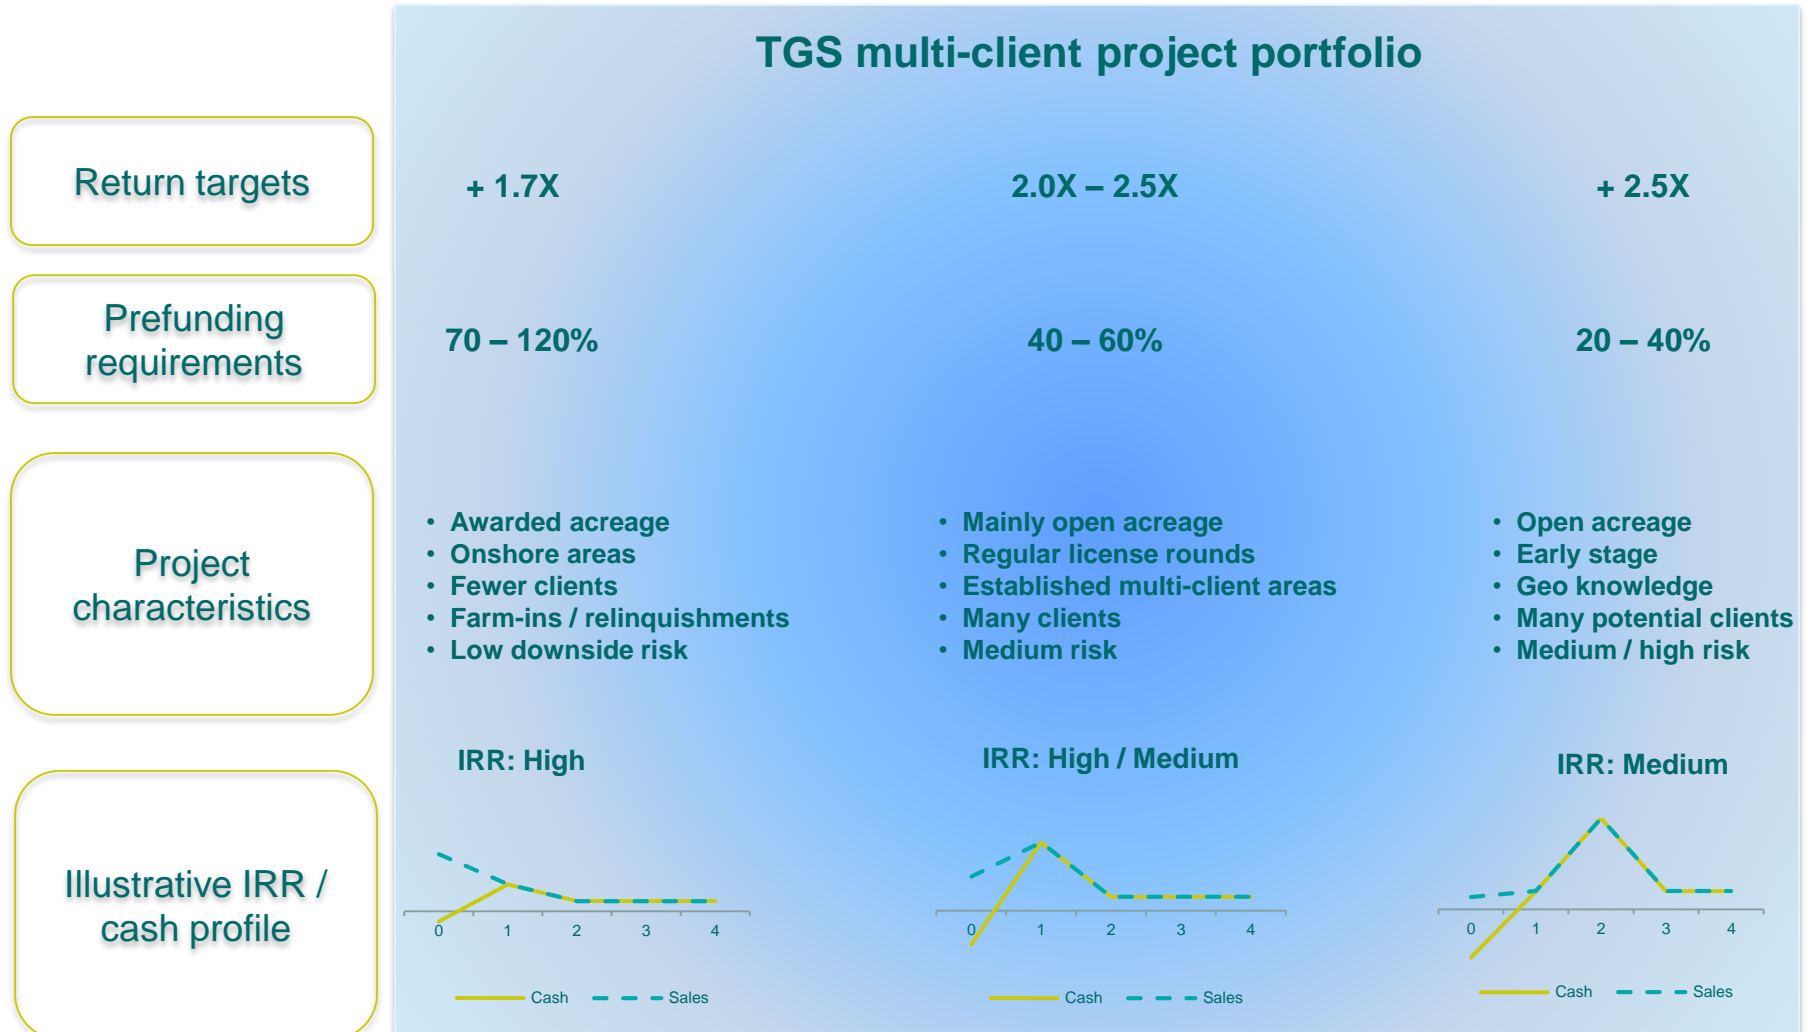 TGS multi-client project portfolio
Return targets
+ 1.7X
2.0X – 2.5X
+ 2.5X
Prefunding
requirements
70 – 120%
40 – 60%
20 – 40%
Project
characteristics
• Awarded acreage
• Onshore areas
• Fewer clients
• Farm-ins / relinquishments
• Low downside risk
• Mainly open acreage
• Regular license rounds
• Established multi-client areas
• Many clients
• Medium risk
• Open acreage
• Early stage
• Geo knowledge
• Many potential clients
• Medium / high risk
Illustrative IRR /
cash profile
IRR: High
0 1 2 3 4
Cash Sales
IRR: High / Medium
0 1 2 3 4
Cash Sales
IRR: Medium
0 1 2 3 4
Cash Sales